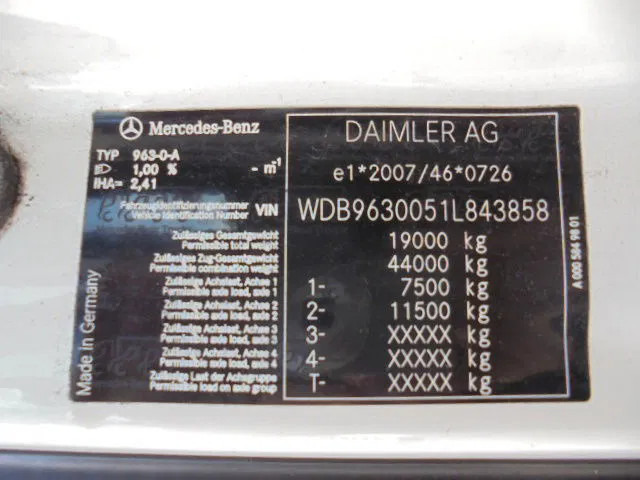 Mercedes-Benz
DAIMLER AG
TYP 963-0-A
1,00 % - m-1
IHA= 2,41
e1*2007/46*0726
Fahrzeugidentifizierungsnummer
Vehicle Identification Number VIN WDB9630051L843858
Zulässiges Gesamtgewicht
Permissible total weight 19000 kg
Zulässiges Zug-Gesamtgewicht
Permissible combination weight 44000 kg
Zulässige Achslast, Achse 1
Permissible axle load, axle 1 1- 7500 kg
Zulässige Achslast, Achse 2
Permissible axle load, axle 2 2- 11500 kg
Zulässige Achslast, Achse 3
Permissible axle load, axle 3 3- XXXXX kg
Zulässige Achslast, Achse 4
Permissible axle load, axle 4 4- XXXXX kg
Zulässige Last der Achsgruppe
Permissible load on axle group T- XXXXX kg
Made in Germany
A 000 584 98 01